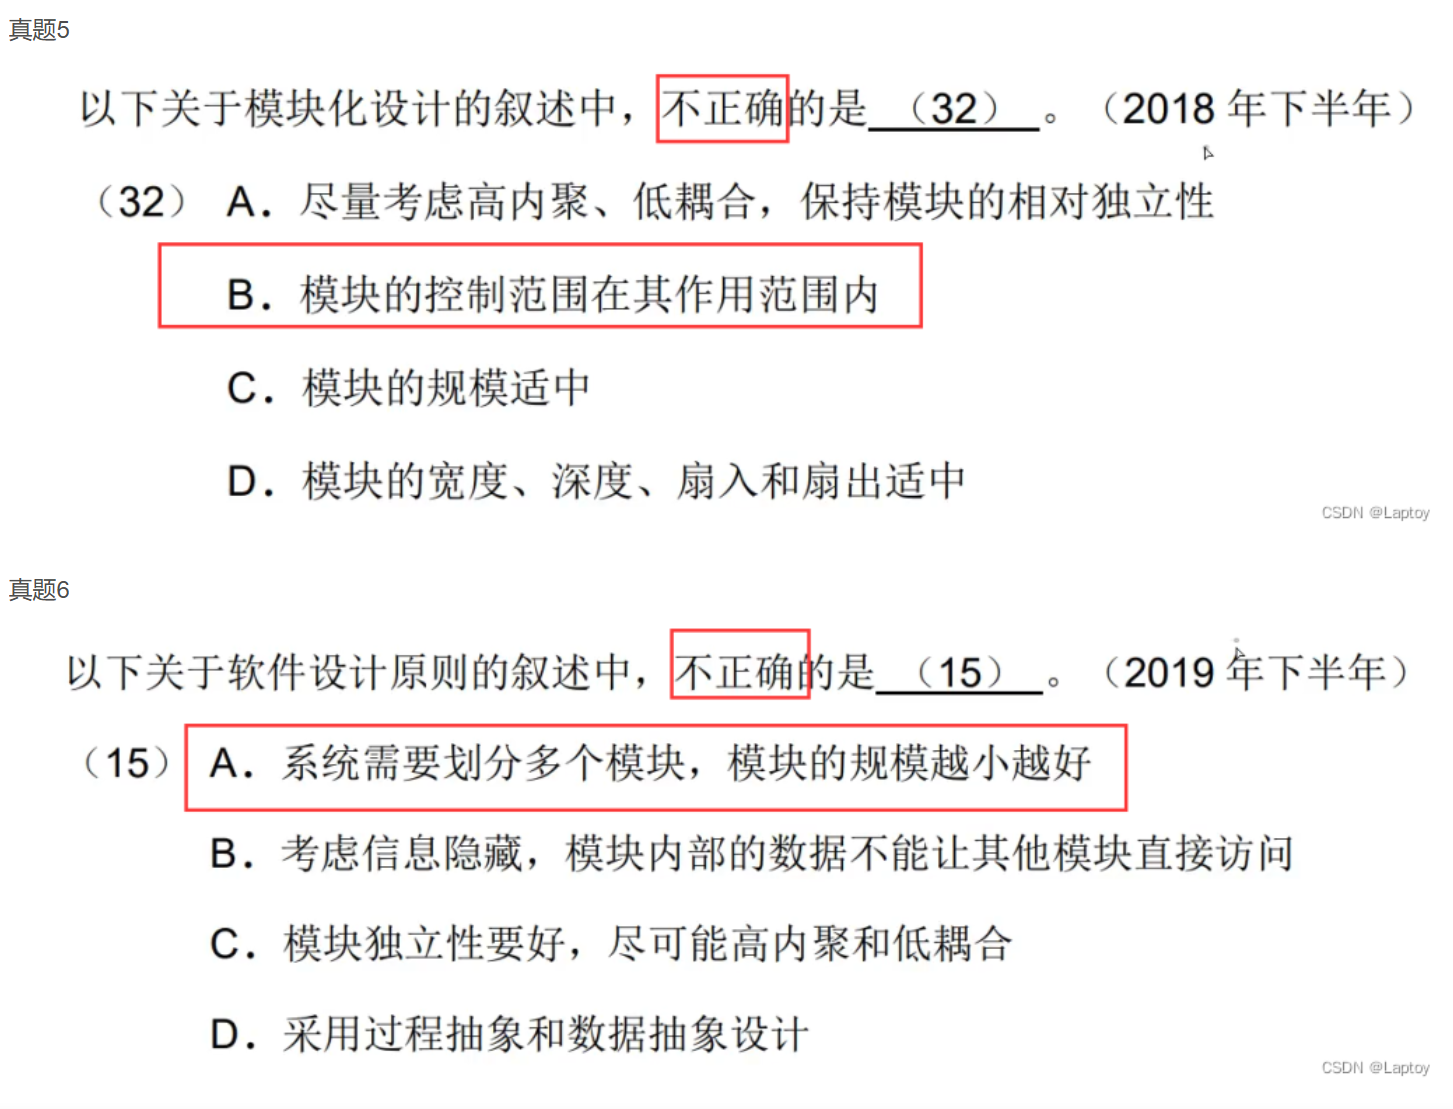 真题5
以下关于模块化设计的叙述中，不正确的是（32）。（2018 年下半年）
（32） A．尽量考虑高内聚、低耦合，保持模块的相对独立性
B．模块的控制范围在其作用范围内
C．模块的规模适中
D．模块的宽度、深度、扇入和扇出适中
CSDN @Laptoy
真题6
以下关于软件设计原则的叙述中，不正确的是（15）。（2019 年下半年）
（15） A．系统需要划分多个模块，模块的规模越小越好
B．考虑信息隐藏，模块内部的数据不能让其他模块直接访问
C．模块独立性要好，尽可能高内聚和低耦合
D．采用过程抽象和数据抽象设计
CSDN @Laptoy